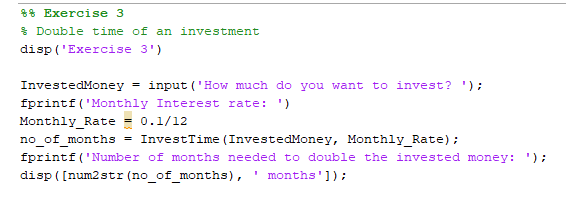 %% Exercise 3
% Double time of an investment
disp('Exercise 3')
InvestedMoney = input('How much do you want to invest? ');
fprintf('Monthly Interest rate: ')
Monthly_Rate = 0.1/12
no_of_months = InvestTime(InvestedMoney, Monthly_Rate);
fprintf('Number of months needed to double the invested money: ');
disp([num2str(no_of_months), ' months']);